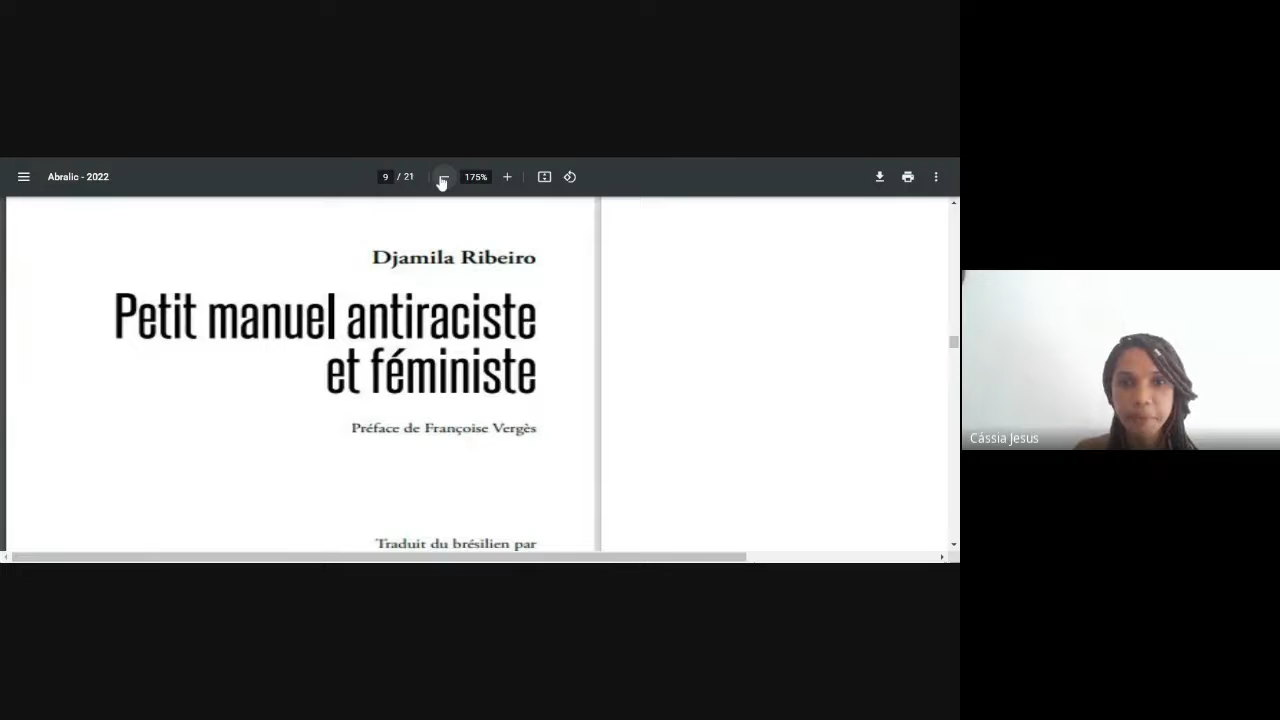 Abralic - 2022
9 / 21
175%
Djamila Ribeiro
Petit manuel antiraciste
et féministe
Préface de Françoise Vergès
Traduit du brésilien par
Cássia Jesus